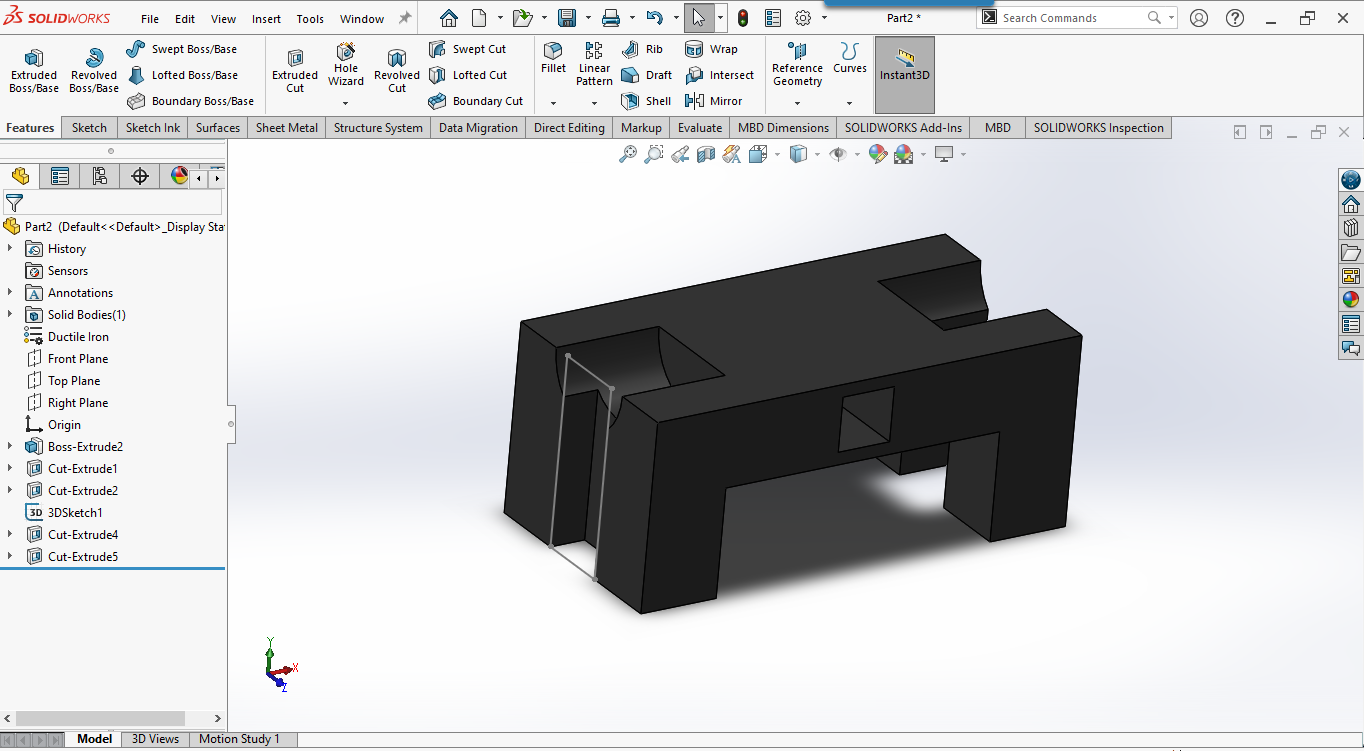 SOLIDWORKS File Edit View Insert Tools Window Part2 * Search Commands
Extruded Boss/Base
Revolved Boss/Base
Swept Boss/Base
Lofted Boss/Base
Boundary Boss/Base
Extruded Cut
Hole Wizard
Revolved Cut
Swept Cut
Lofted Cut
Boundary Cut
Fillet
Linear Pattern
Rib
Draft
Shell
Wrap
Intersect
Mirror
Reference Geometry
Curves
Instant3D
Features Sketch Sketch Ink Surfaces Sheet Metal Structure System Data Migration Direct Editing Markup Evaluate MBD Dimensions SOLIDWORKS Add-Ins MBD SOLIDWORKS Inspection
Part2 (Default<<Default>_Display Sta
History
Sensors
A Annotations
Solid Bodies(1)
Ductile Iron
Front Plane
Top Plane
Right Plane
Origin
Boss-Extrude2
Cut-Extrude1
Cut-Extrude2
3D 3DSketch1
Cut-Extrude4
Cut-Extrude5
Y
X
Z
Model 3D Views Motion Study 1